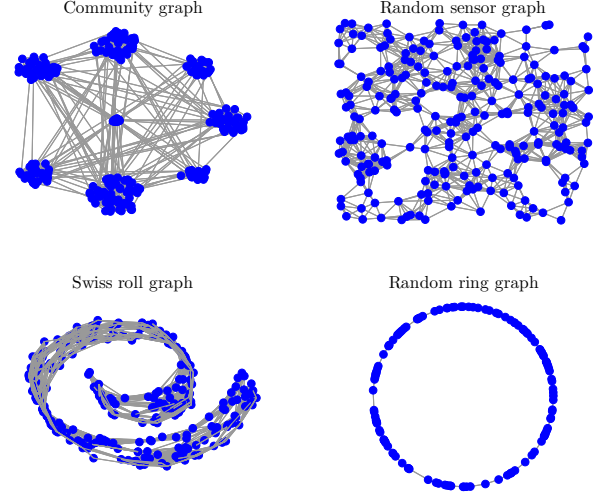 Community graph
Random sensor graph
Swiss roll graph
Random ring graph